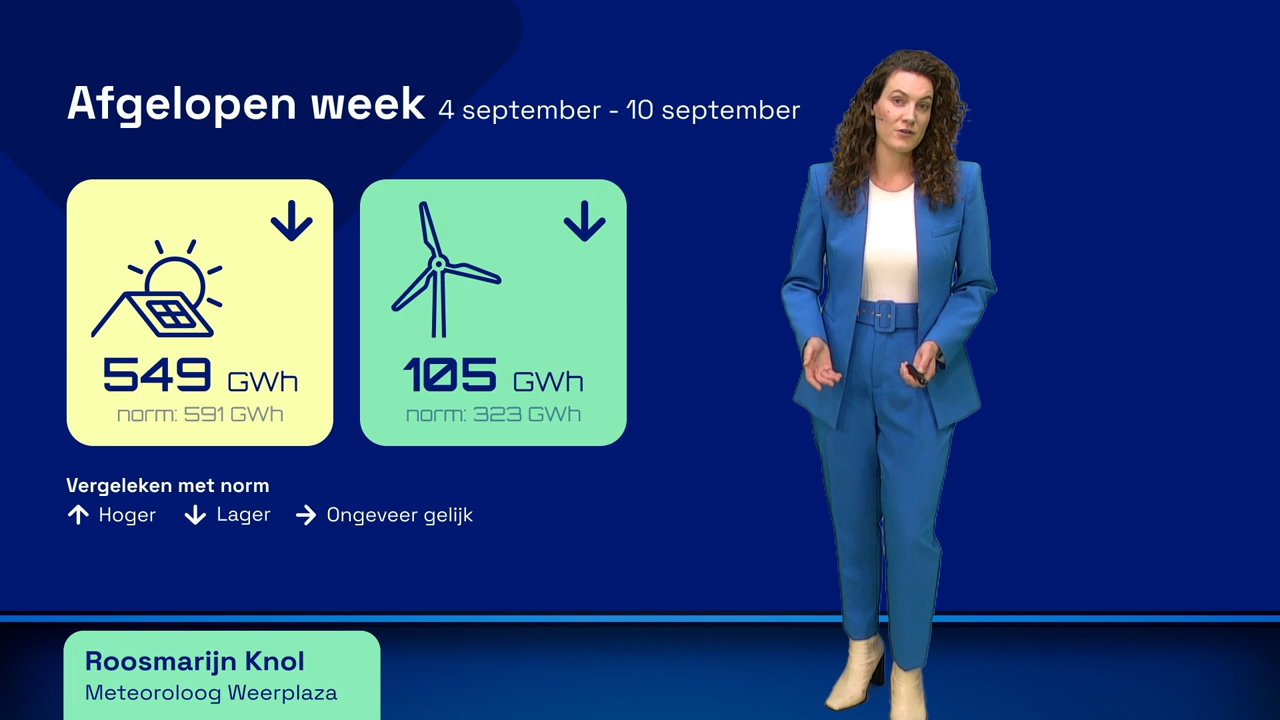 Afgelopen week 4 september - 10 september
549 GWh
norm: 591 GWh
105 GWh
norm: 323 GWh
Vergeleken met norm
Hoger Lager Ongeveer gelijk
Roosmarijn Knol
Meteoroloog Weerplaza